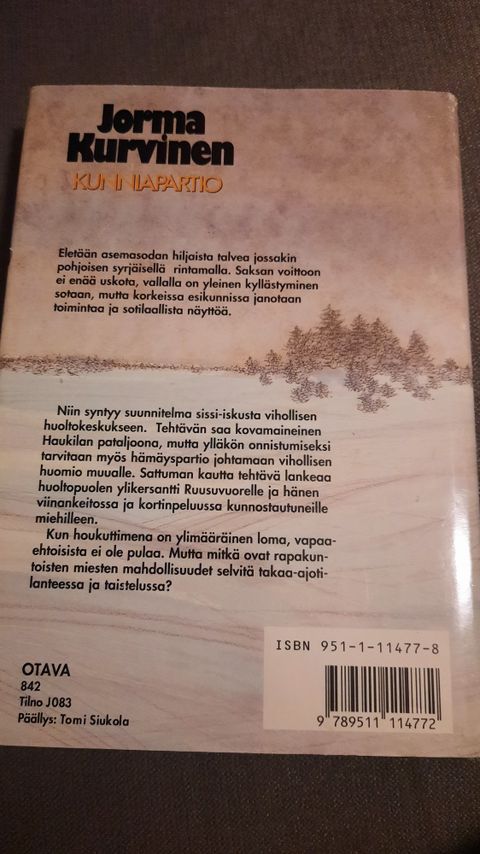 Jorma
Kurvinen
KUNNIAPARTIO
Eletään asemasodan hiljaista talvea jossakin
pohjoisen syrjäisellä rintamalla. Saksan voittoon
ei enää uskota, vallalla on yleinen kyllästyminen
sotaan, mutta korkeissa esikunnissa janotaan
toimintaa ja sotilaallista näyttöä.
Niin syntyy suunnitelma sissi-iskusta vihollisen
huoltokeskukseen. Tehtävän saa kovamaineinen
Haukilan pataljoona, mutta ylläkön onnistumiseksi
tarvitaan myös hämäyspartio johtamaan vihollisen
huomio muualle. Sattuman kautta tehtävä lankeaa
huoltopuolen ylikersantti Ruusuvuorelle ja hänen
viinankeitossa ja kortinpeluussa kunnostautuneille
miehilleen.
Kun houkuttimena on ylimääräinen loma, vapaa-
ehtoisista ei ole pulaa. Mutta mitkä ovat rapakun-
toisten miesten mahdollisuudet selvitä takaa-ajoti-
lanteessa ja taistelussa?
ISBN 951-1-11477-8
OTAVA
842
Tilno J083
Päällys: Tomi Siukola
9 789511 114772